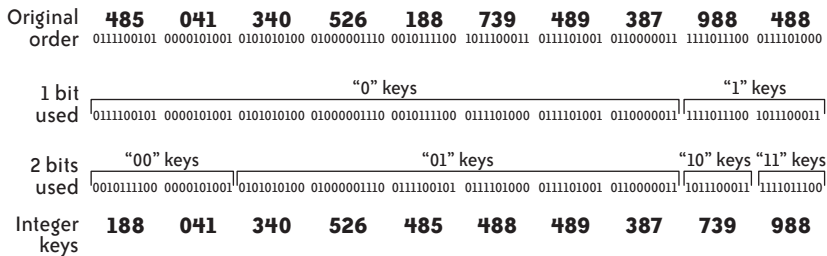 Original order 485 041 340 526 188 739 489 387 988 488
0111100101 0000101001 0101010100 01000001110 0010111100 1011100011 0111101001 0110000011 1111011100 0111101000
"0" keys "1" keys
1 bit used 0111100101 0000101001 0101010100 01000001110 0010111100 0111101000 0111101001 0110000011 1111011100 1011100011
"00" keys "01" keys "10" keys "11" keys
2 bits used 0010111100 0000101001 0101010100 01000001110 0111100101 0111101000 0111101001 0110000011 1011100011 1111011100
Integer keys 188 041 340 526 485 488 489 387 739 988